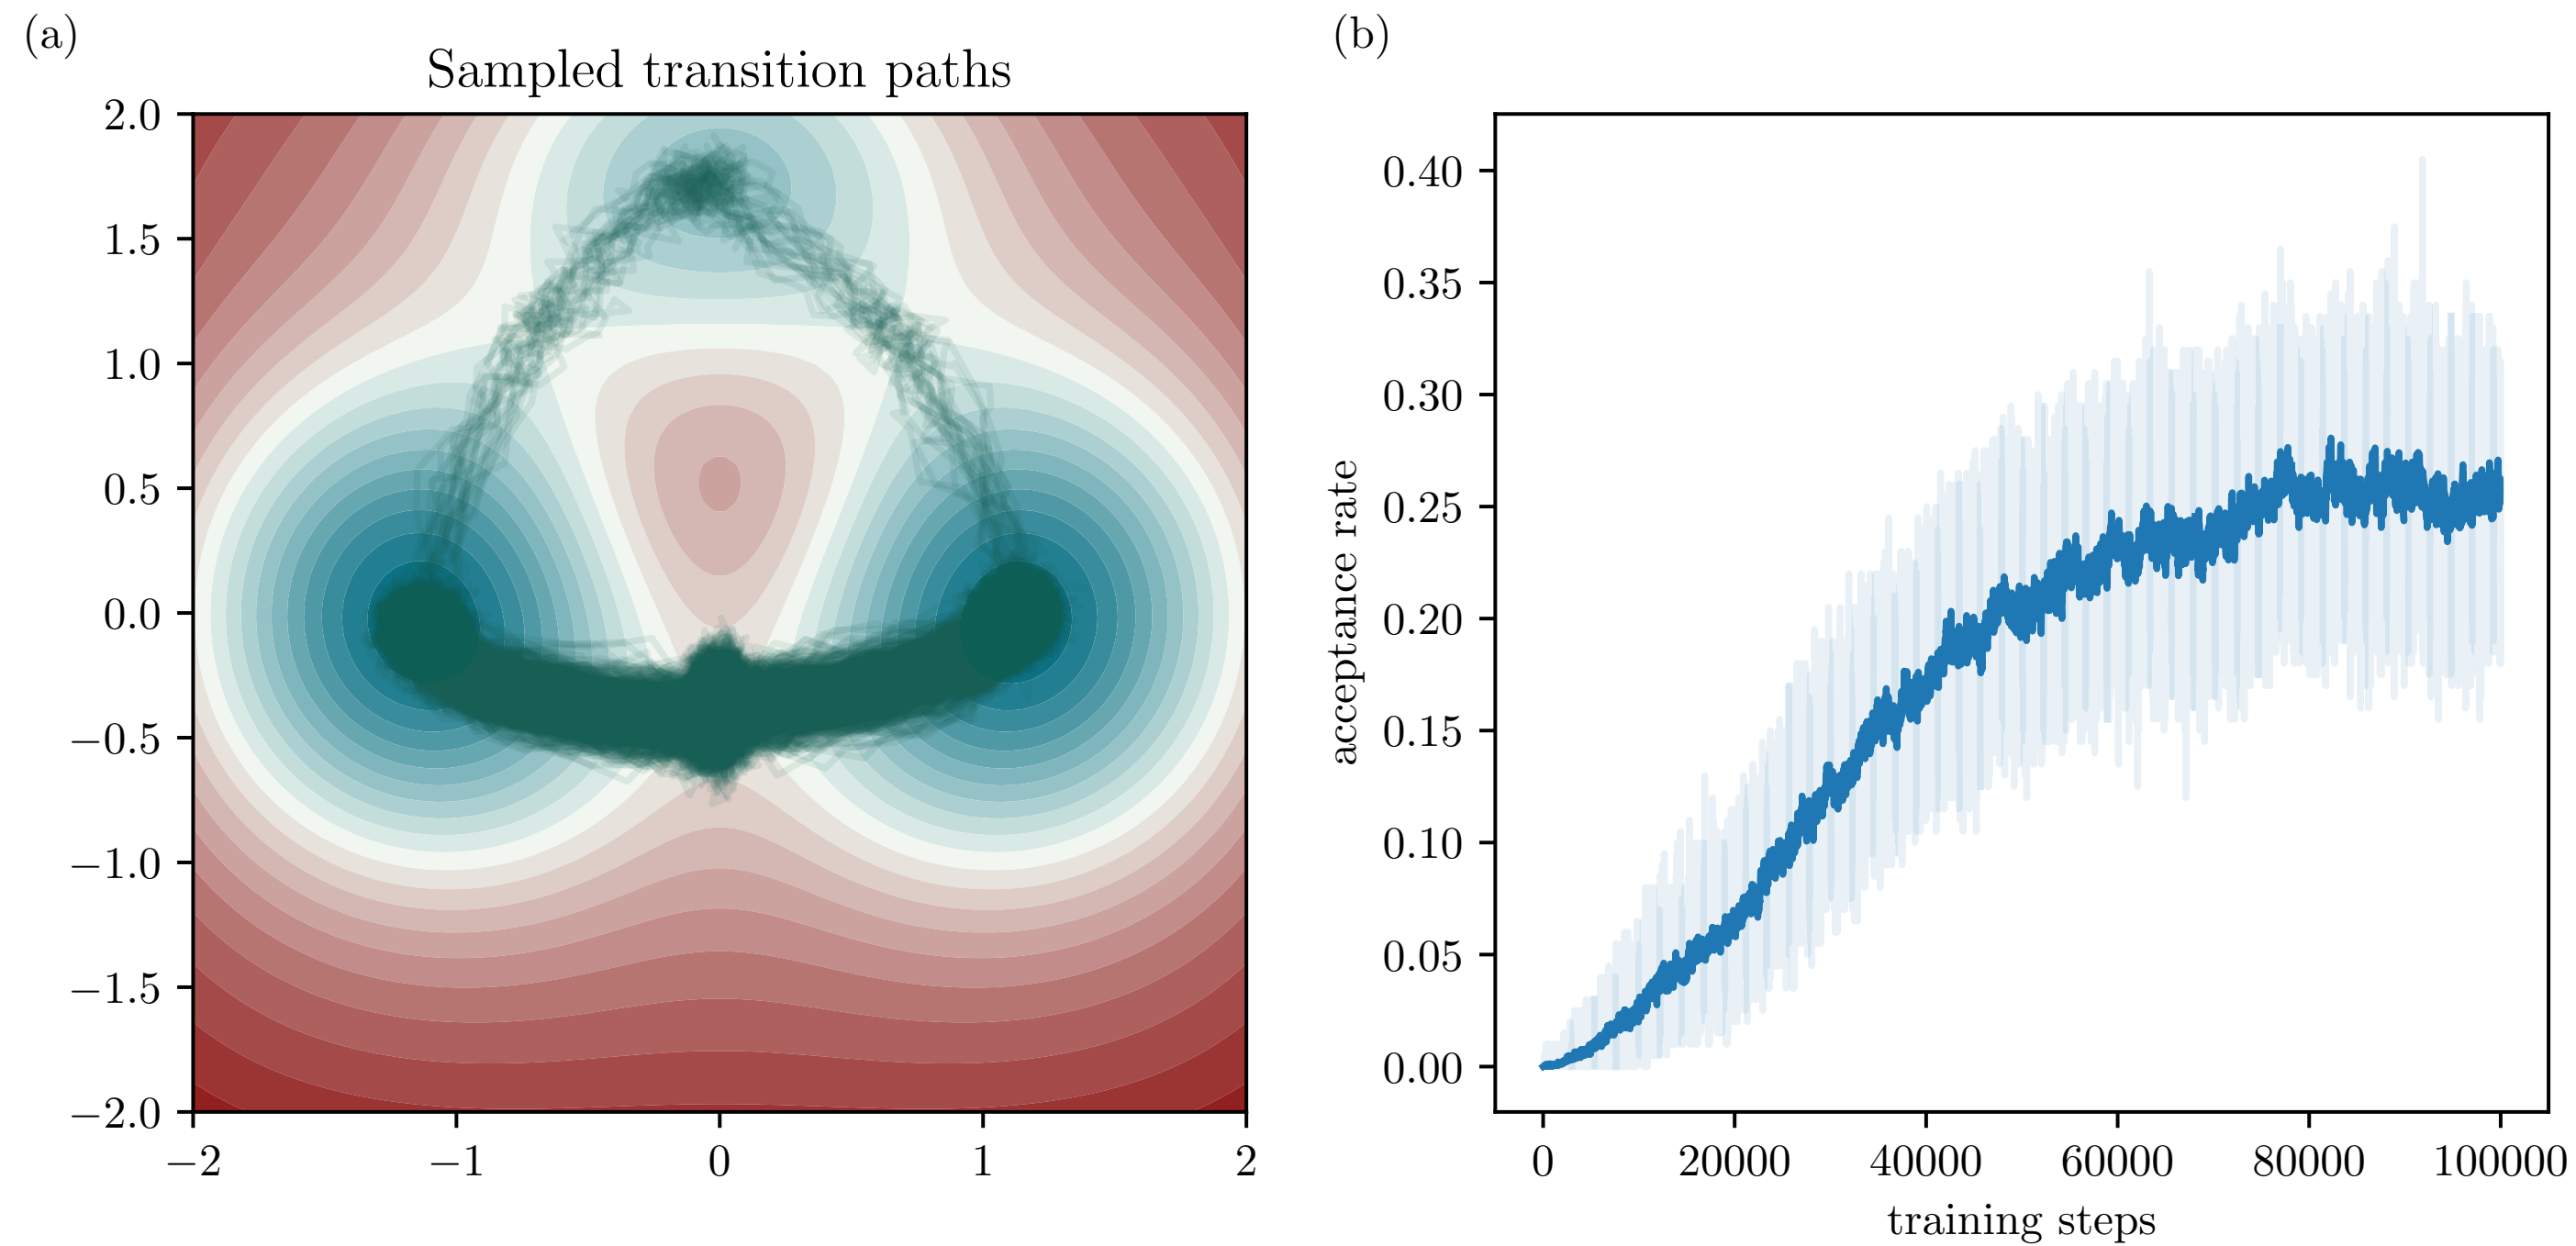 (a)
Sampled transition paths
2.0
1.5
1.0
0.5
0.0
−0.5
−1.0
−1.5
−2.0
−2 −1 0 1 2
(b)
acceptance rate
0.40
0.35
0.30
0.25
0.20
0.15
0.10
0.05
0.00
0 20000 40000 60000 80000 100000
training steps